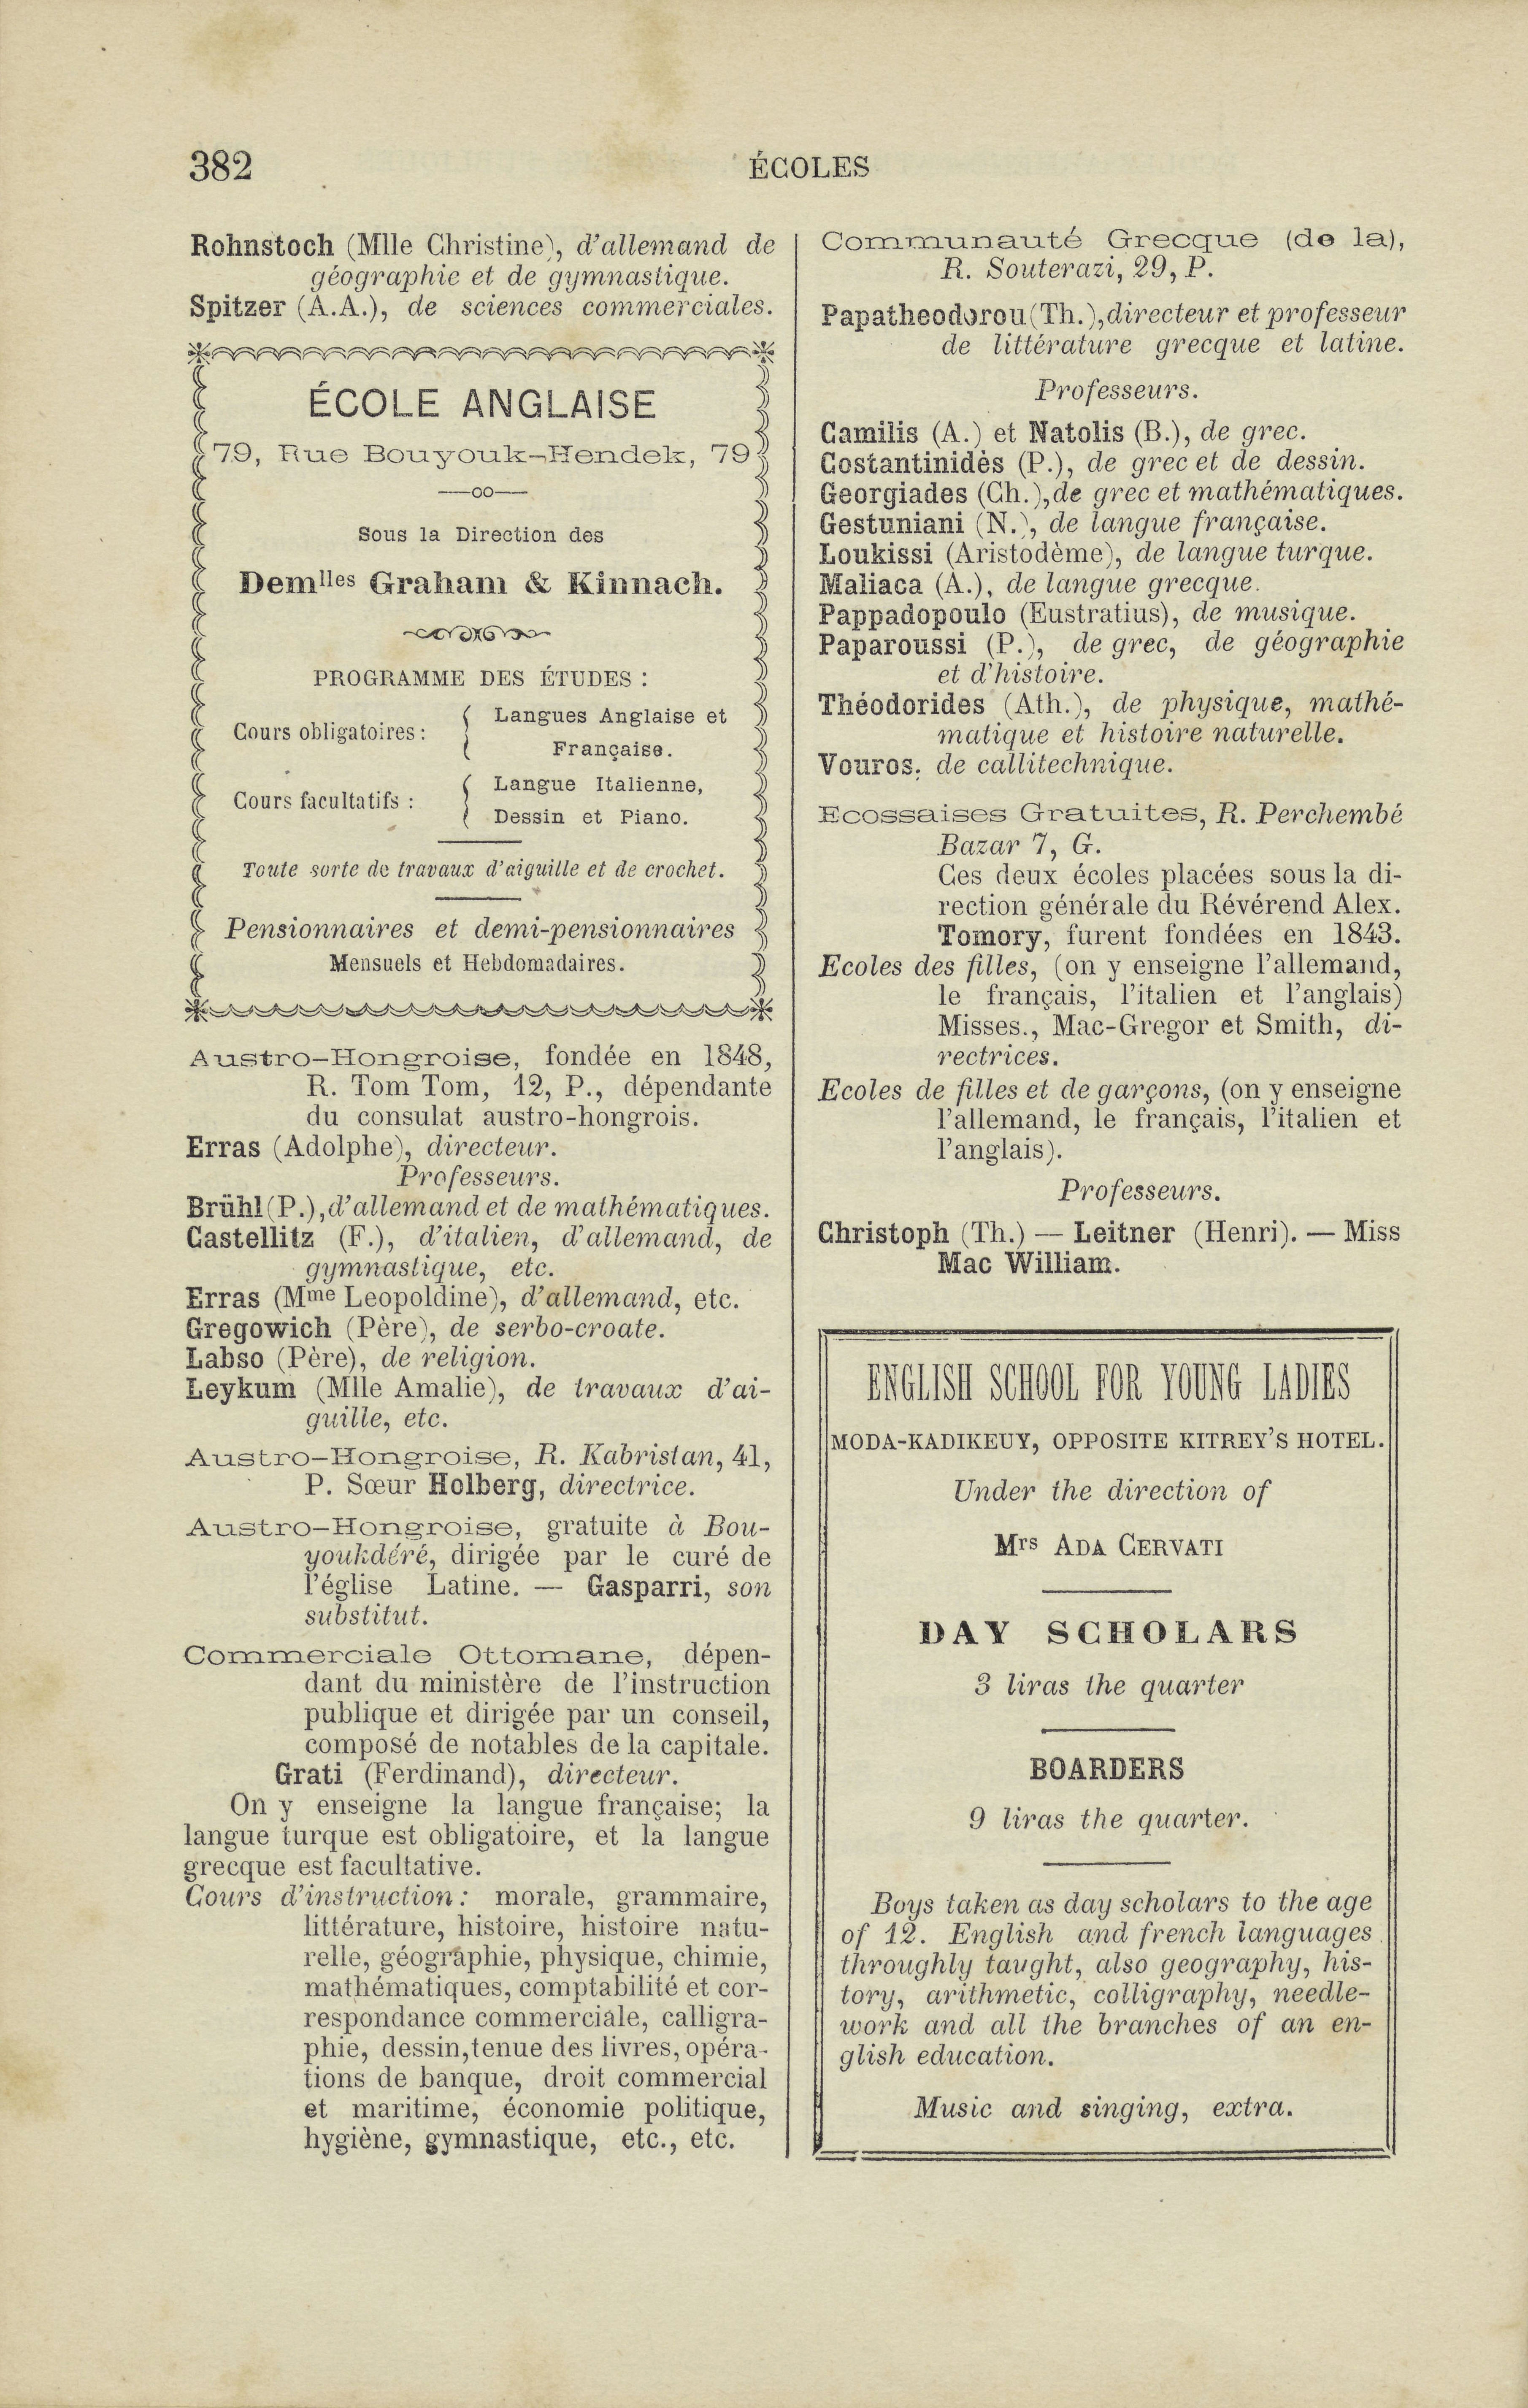 382
ÉCOLES
Rohnstoch (Mlle Christine), d'allemand de
géographie et de gymnastique.
Spitzer (A.A.), de sciences commerciales.
ÉCOLE ANGLAISE
79, Rue Bouyouk-Hendek, 79
Sous la Direction des
Demlles Graham & Kinnach.
PROGRAMME DES ÉTUDES :
Cours obligatoires: { Langues Anglaise et
Française.
Cours facultatifs : { Langue Italienne,
Dessin et Piano.
Toute sorte de travaux d'aiguille et de crochet.
Pensionnaires et demi-pensionnaires
Mensuels et Hebdomadaires.
Austro-Hongroise, fondée en 1848,
R. Tom Tom, 12, P., dépendante
du consulat austro-hongrois.
Erras (Adolphe), directeur.
Professeurs.
Brühl (P.), d'allemand et de mathématiques.
Castellitz (F.), d'italien, d'allemand, de
gymnastique, etc.
Erras (Mme Leopoldine), d'allemand, etc.
Gregowich (Père), de serbo-croate.
Labso (Père), de religion.
Leykum (Mlle Amalie), de travaux d'ai-
guille, etc.
Austro-Hongroise, R. Kabristan, 41,
P. Sœur Holberg, directrice.
Austro-Hongroise, gratuite à Bou-
youkdéré, dirigée par le curé de
l'église Latine. — Gasparri, son
substitut.
Commerciale Ottomane, dépen-
dant du ministère de l'instruction
publique et dirigée par un conseil,
composé de notables de la capitale.
Grati (Ferdinand), directeur.
On y enseigne la langue française; la
langue turque est obligatoire, et la langue
grecque est facultative.
Cours d'instruction: morale, grammaire,
littérature, histoire, histoire natu-
relle, géographie, physique, chimie,
mathématiques, comptabilité et cor-
respondance commerciale, calligra-
phie, dessin, tenue des livres, opéra-
tions de banque, droit commercial
et maritime, économie politique,
hygiène, gymnastique, etc., etc.
Communauté Grecque (de la),
R. Souterazi, 29, P.
Papatheodorou (Th.), directeur et professeur
de littérature grecque et latine.
Professeurs.
Camilis (A.) et Natolis (B.), de grec.
Costantinidès (P.), de grec et de dessin.
Georgiades (Ch.), de grec et mathématiques.
Gestuniani (N.), de langue française.
Loukissi (Aristodème), de langue turque.
Maliaca (A.), de langue grecque.
Pappadopoulo (Eustratius), de musique.
Paparoussi (P.), de grec, de géographie
et d'histoire.
Théodorides (Ath.), de physique, mathé-
matique et histoire naturelle.
Vouros. de callitechnique.
Ecossaises Gratuites, R. Perchembé
Bazar 7, G.
Ces deux écoles placées sous la di-
rection générale du Révérend Alex.
Tomory, furent fondées en 1843.
Ecoles des filles, (on y enseigne l'allemand,
le français, l'italien et l'anglais)
Misses., Mac-Gregor et Smith, di-
rectrices.
Ecoles de filles et de garçons, (on y enseigne
l'allemand, le français, l'italien et
l'anglais).
Professeurs.
Christoph (Th.) — Leitner (Henri). — Miss
Mac William.
ENGLISH SCHOOL FOR YOUNG LADIES
MODA-KADIKEUY, OPPOSITE KITREY'S HOTEL.
Under the direction of
Mrs ADA CERVATI
DAY SCHOLARS
3 liras the quarter
BOARDERS
9 liras the quarter.
Boys taken as day scholars to the age
of 12. English and french languages
throughly taught, also geography, his-
tory, arithmetic, colligraphy, needle-
work and all the branches of an en-
glish education.
Music and singing, extra.